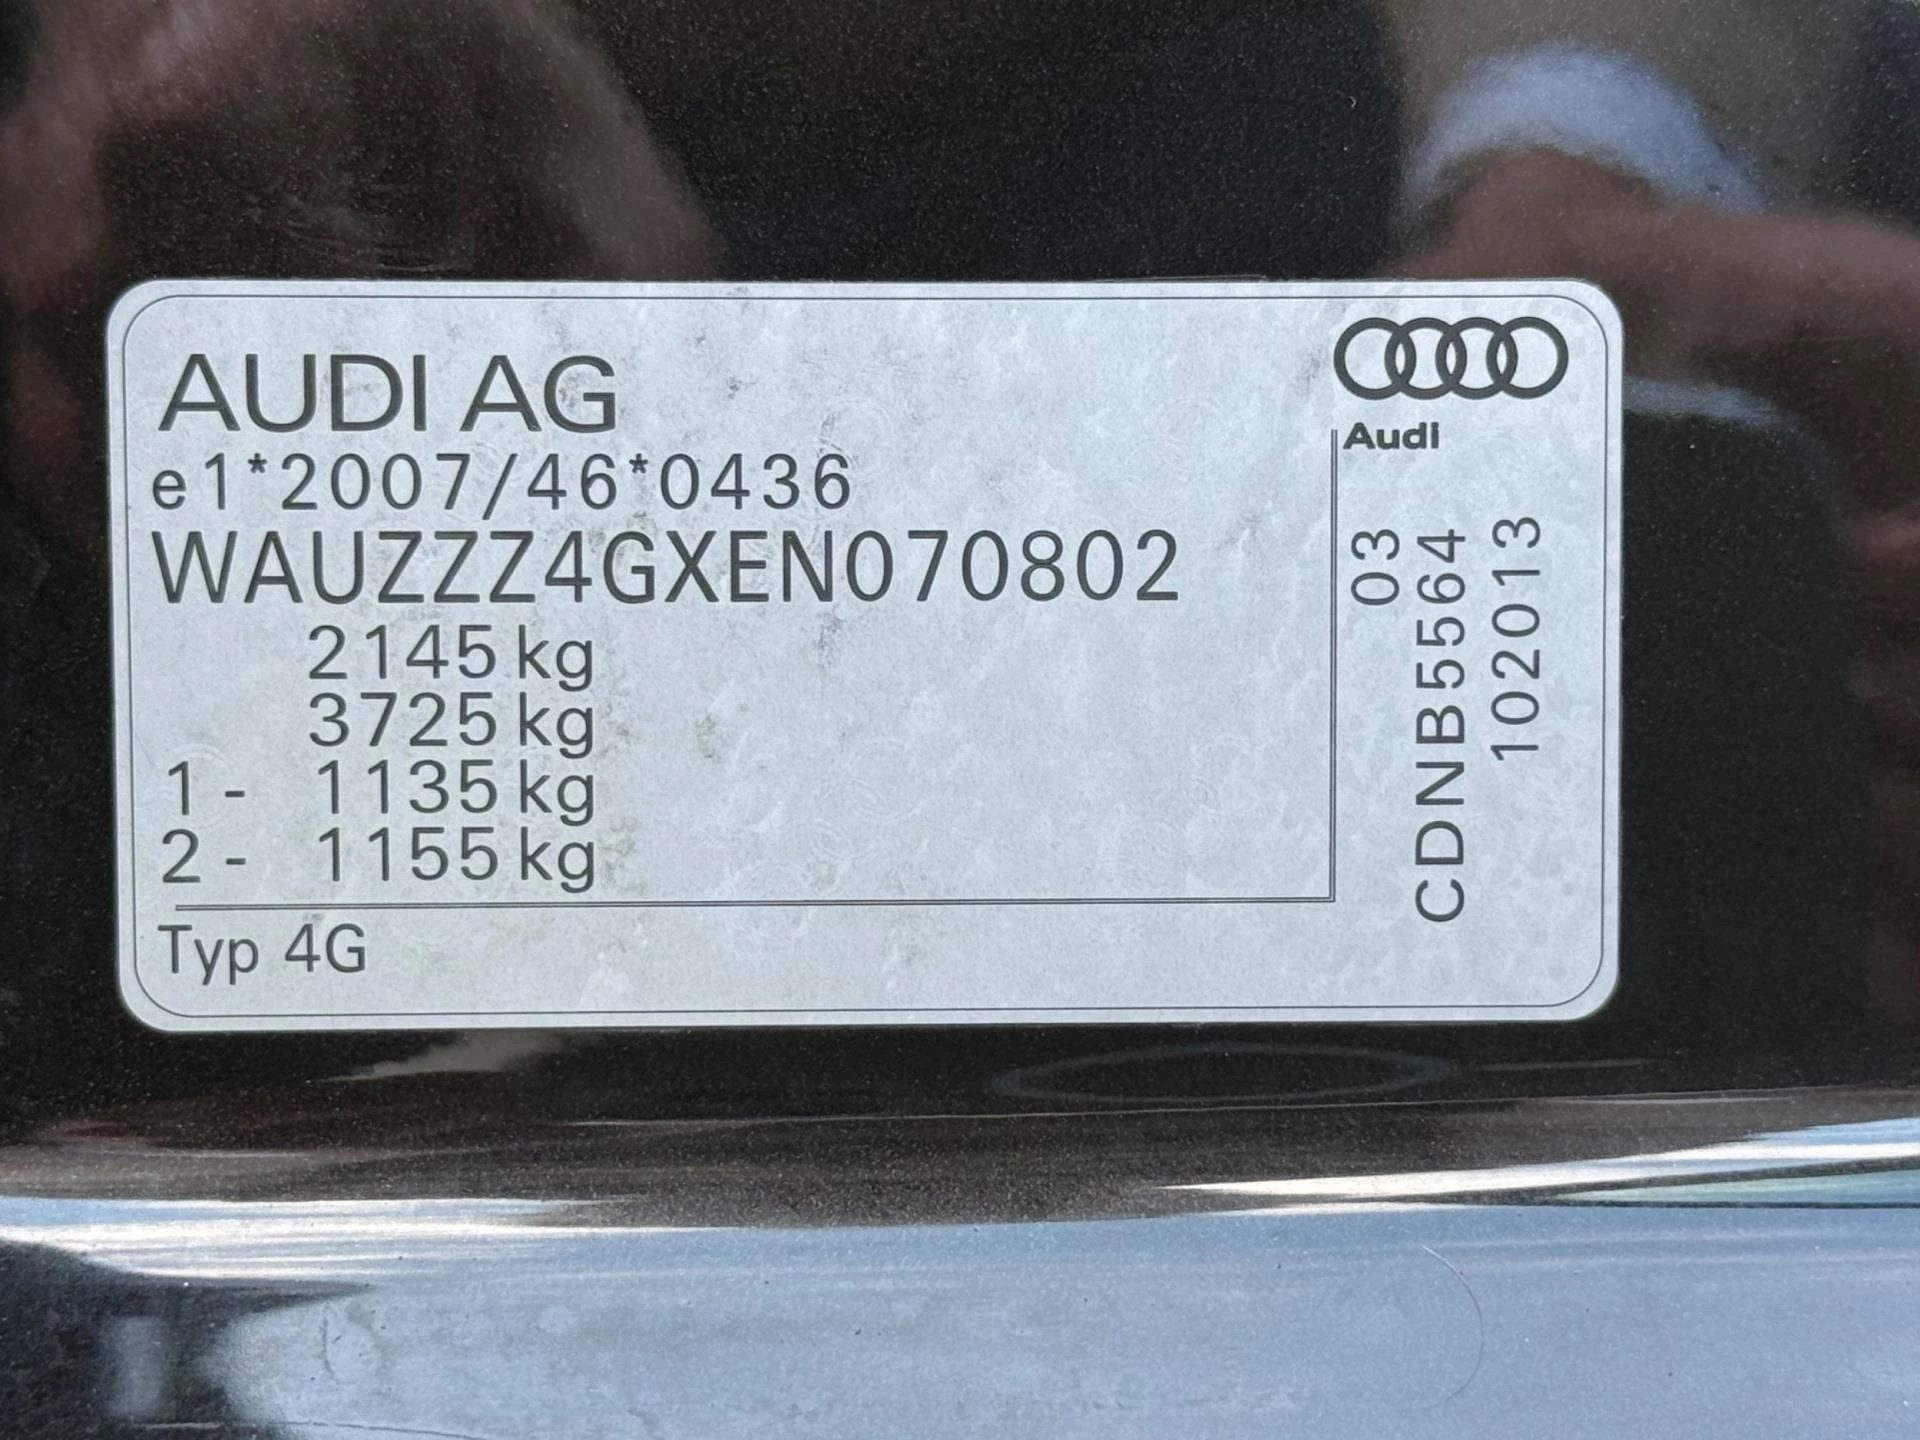 AUDI AG
e1*2007/46*0436
WAUZZZ4GXEN070802
2145 kg
3725 kg
1 - 1135 kg
2 - 1155 kg
Typ 4G
Audi
03
CDNB5564
102013